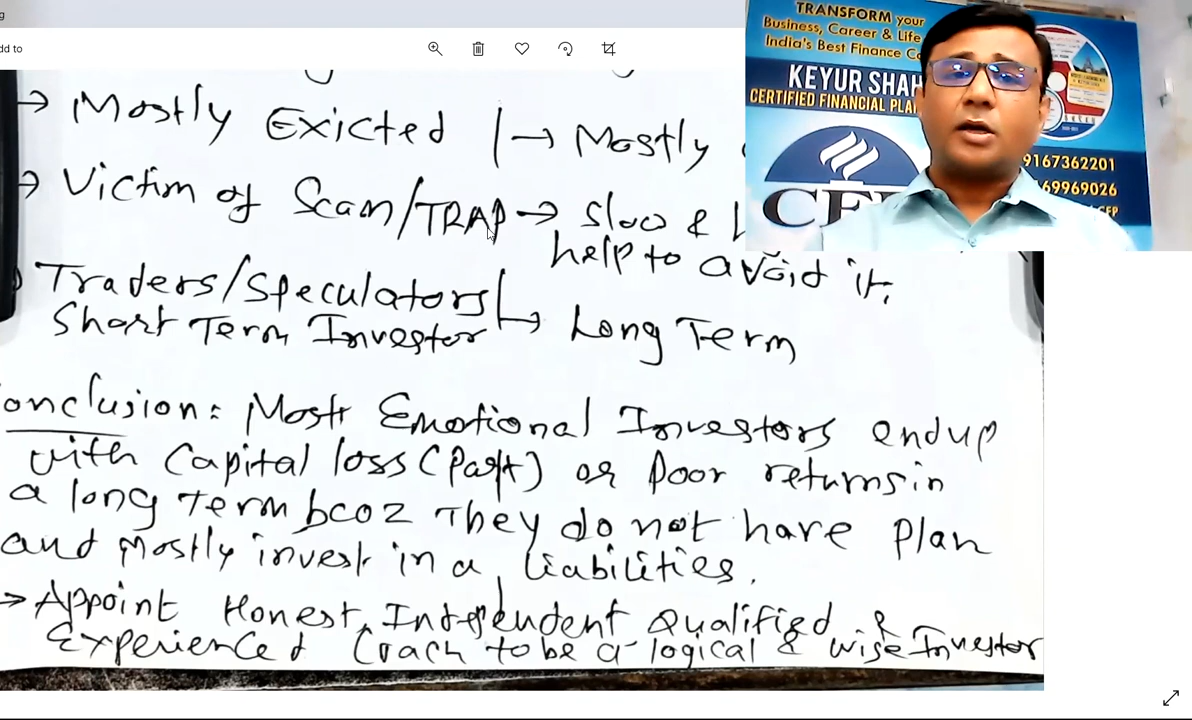 g
dd to
→ Mostly Exicted | → Mostly
→ Victim of Scam/TRAP → Slow &
help to avoid it.
Traders/Speculators
Short Term Investor → Long Term
onclusion: Most Emotional Investors endup
with Capital loss (Part) or Poor returns in
a long Term bcoz They do not have Plan
and Mostly invest in a Liabilities.
→ Appoint Honest, Independent Qualified &
Experienced Coach to be a logical & wise Investor
TRANSFORM your
Business, Career & Life
India's Best Finance Co
KEYUR SHAH
CERTIFIED FINANCIAL PLA
CF
9167362201
69969026
CFP